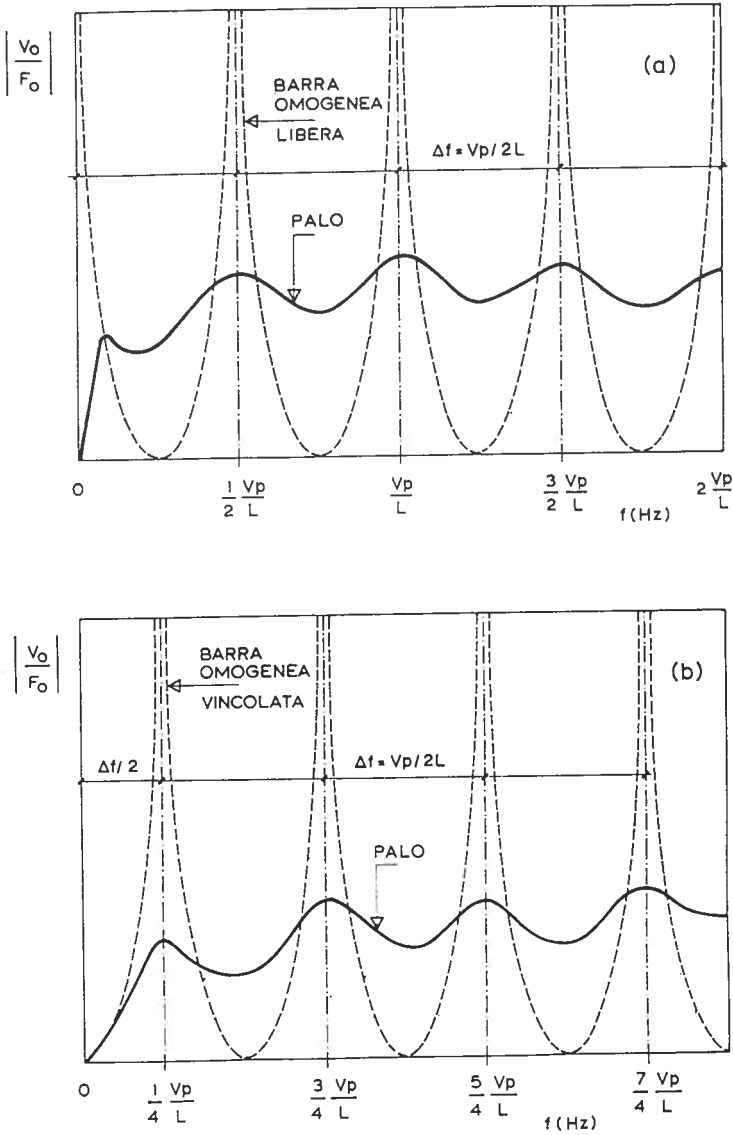 |Vo/Fo|
(a)
BARRA
OMOGENEA
LIBERA
Δf = Vp/2L
PALO
0
1/2 Vp/L
Vp/L
3/2 Vp/L
2 Vp/L
f(Hz)
|Vo/Fo|
(b)
BARRA
OMOGENEA
VINCOLATA
Δf/2
Δf = Vp/2L
PALO
0
1/4 Vp/L
3/4 Vp/L
5/4 Vp/L
7/4 Vp/L
f(Hz)